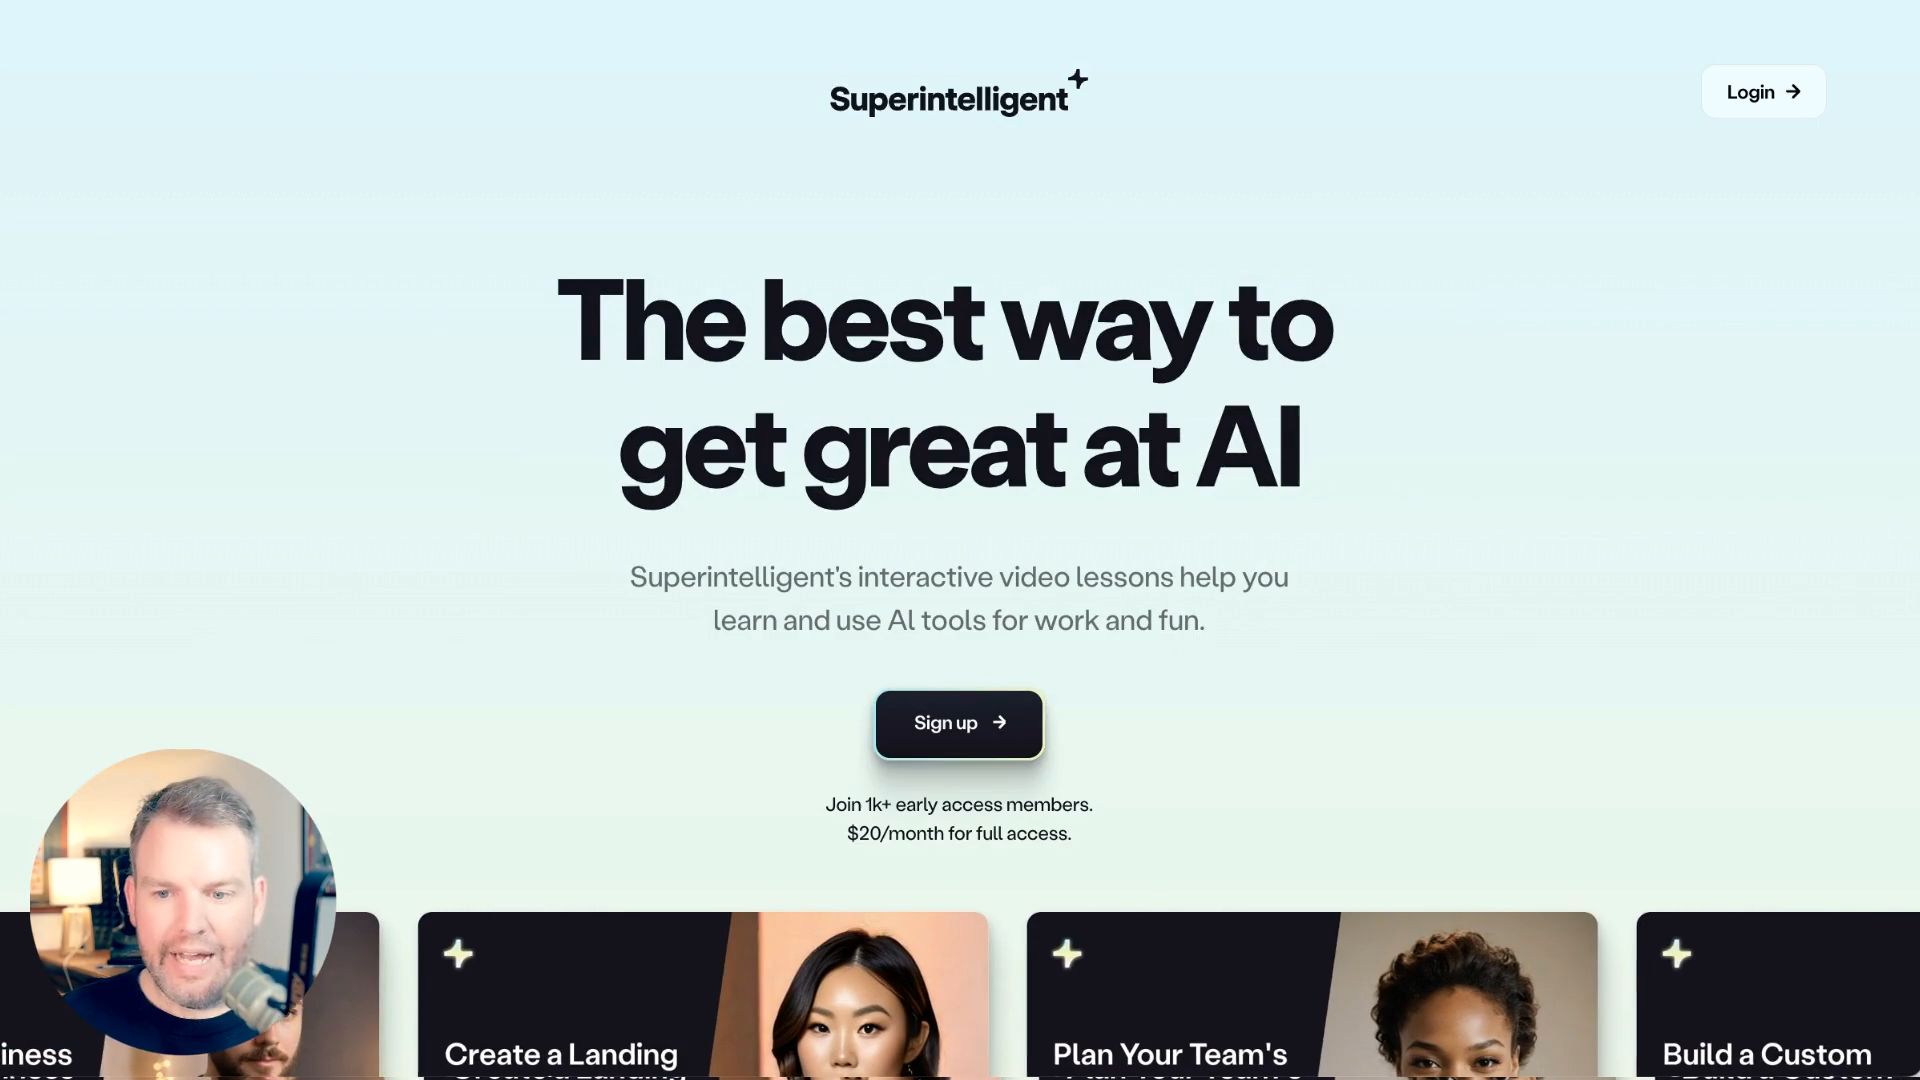 Superintelligent
Login
The best way to
get great at AI
Superintelligent's interactive video lessons help you
learn and use AI tools for work and fun.
Sign up
Join 1k+ early access members.
$20/month for full access.
iness
Create a Landing
Plan Your Team's
Build a Custom